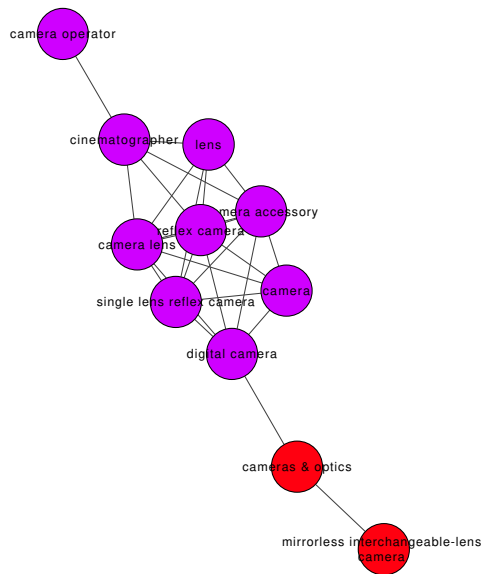 camera operator
cinematographer
lens
mera accessory
reflex camera
camera lens
camera
single lens reflex camera
digital camera
cameras & optics
mirrorless interchangeable-lens
camera